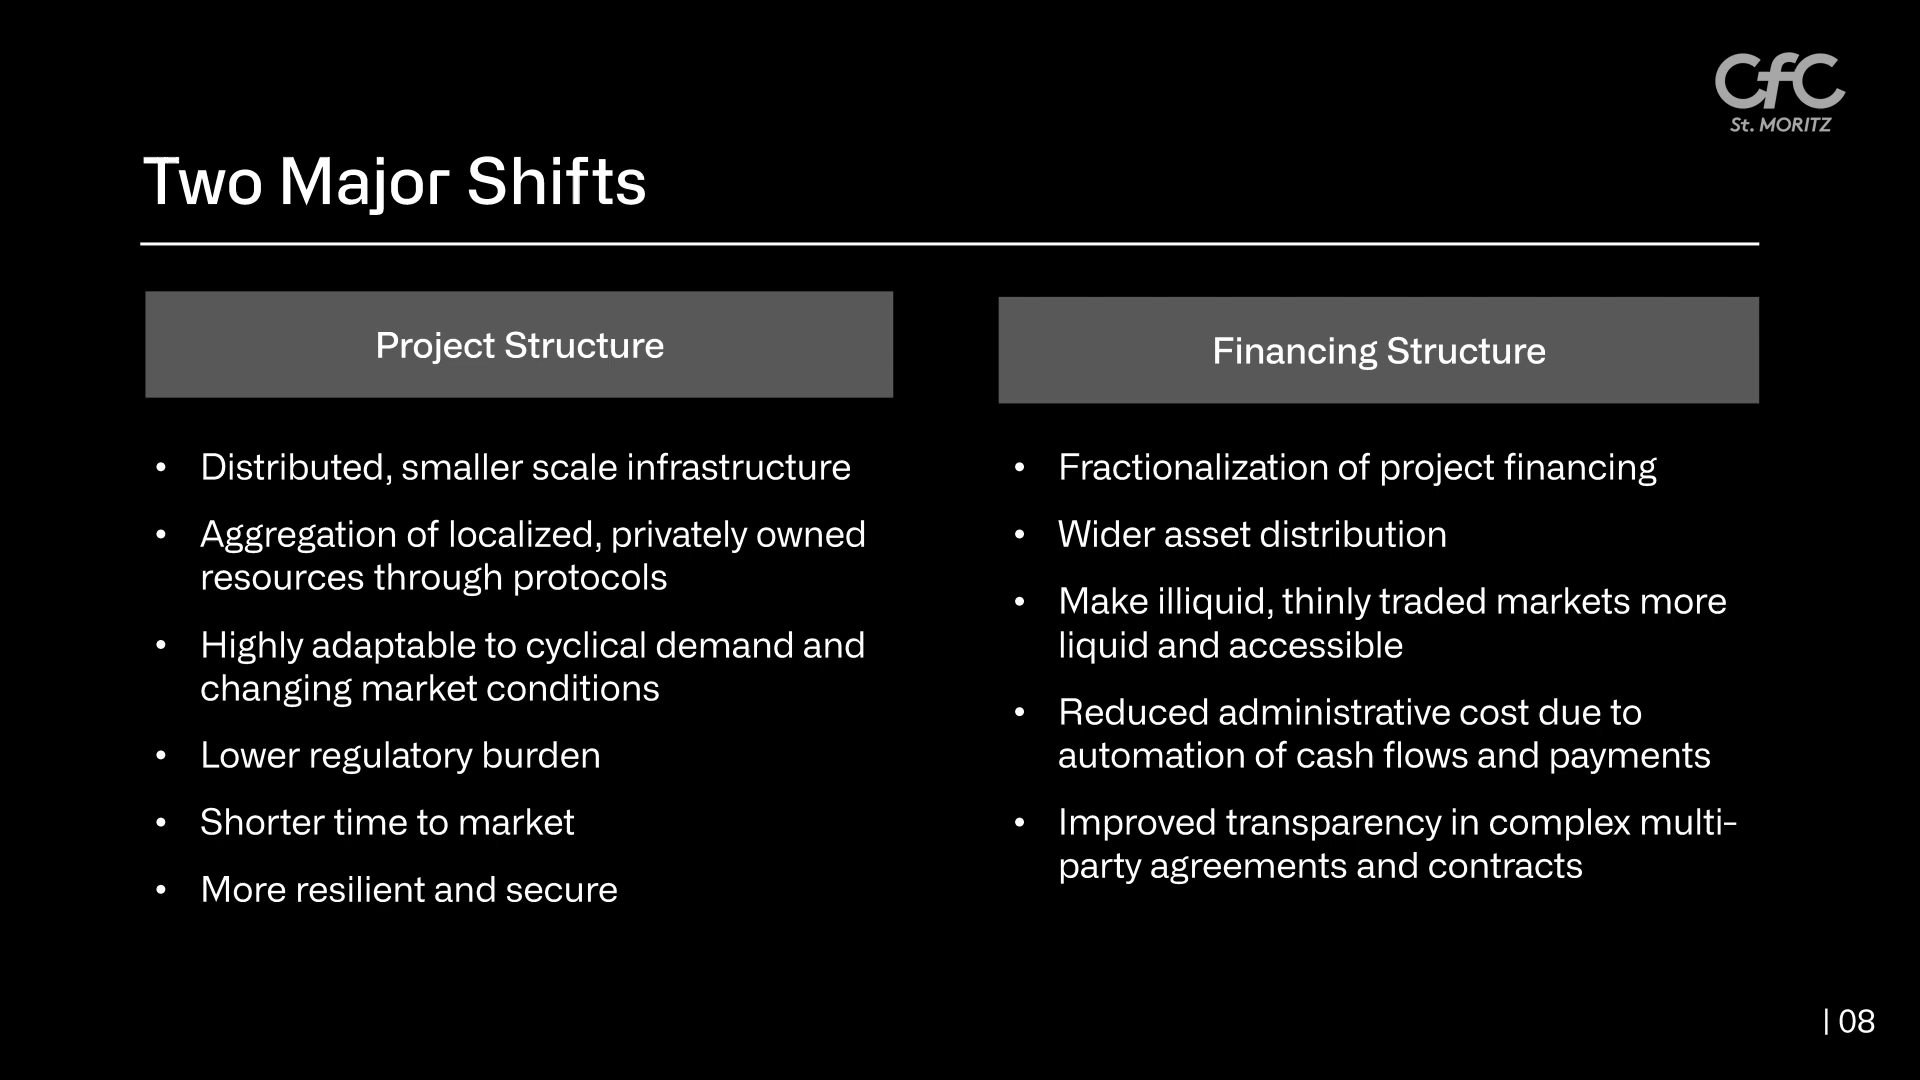 CfC
St. MORITZ
Two Major Shifts
Project Structure
• Distributed, smaller scale infrastructure
• Aggregation of localized, privately owned
resources through protocols
• Highly adaptable to cyclical demand and
changing market conditions
• Lower regulatory burden
• Shorter time to market
• More resilient and secure
Financing Structure
• Fractionalization of project financing
• Wider asset distribution
• Make illiquid, thinly traded markets more
liquid and accessible
• Reduced administrative cost due to
automation of cash flows and payments
• Improved transparency in complex multi-
party agreements and contracts
| 08